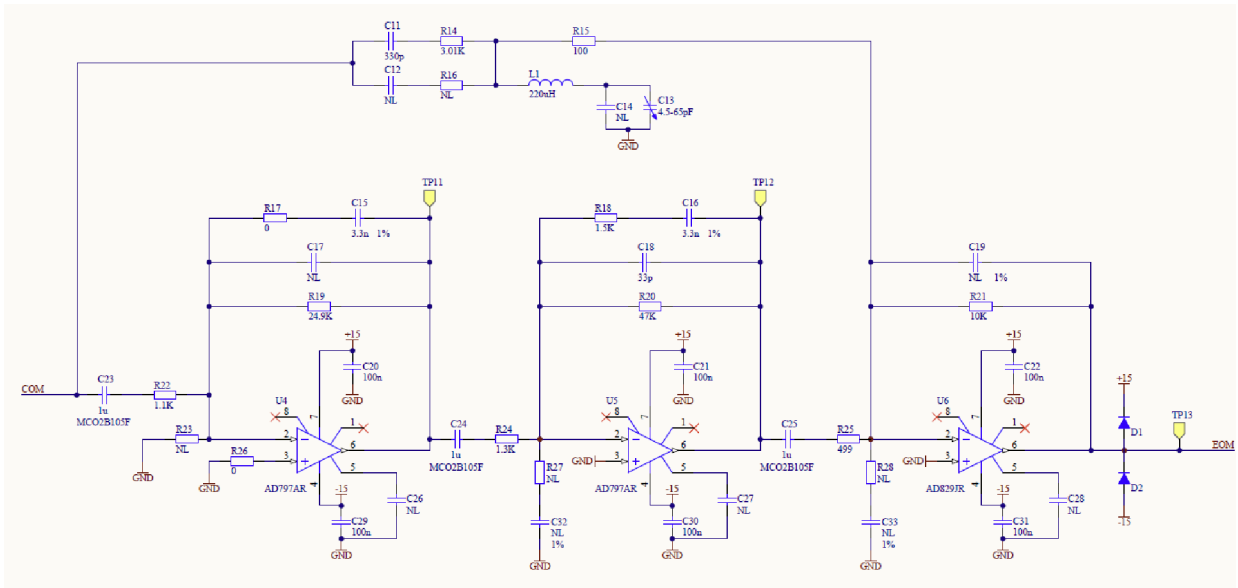 C11
330p
R14
3.01K
R15
100
C12
NL
R16
NL
L1
220uH
C14
NL
C13
4.5-65pF
GND
TP11
TP12
R17
0
C15
3.3n 1%
R18
1.5K
C16
3.3n 1%
C17
NL
C18
33p
C19
NL 1%
R19
24.9K
R20
47K
R21
10K
+15
C20
100n
GND
+15
C21
100n
GND
+15
C22
100n
GND
COM
C23
1u
MCO2B105F
R22
1.1K
R23
NL
GND
R26
0
GND
U4
8
7
1
2
3
6
5
4
AD797AR
-15
C29
100n
GND
C26
NL
C24
1u
MCO2B105F
R24
1.3K
R27
NL
C32
NL
1%
GND
U5
8
7
1
2
GND
3
6
5
4
AD797AR
-15
C30
100n
GND
C27
NL
C25
1u
MCO2B105F
R25
499
R28
NL
C33
NL
1%
GND
U6
8
7
1
2
GND
3
6
5
4
AD829JR
-15
C31
100n
GND
C28
NL
+15
D1
D2
-15
TP13
EOM